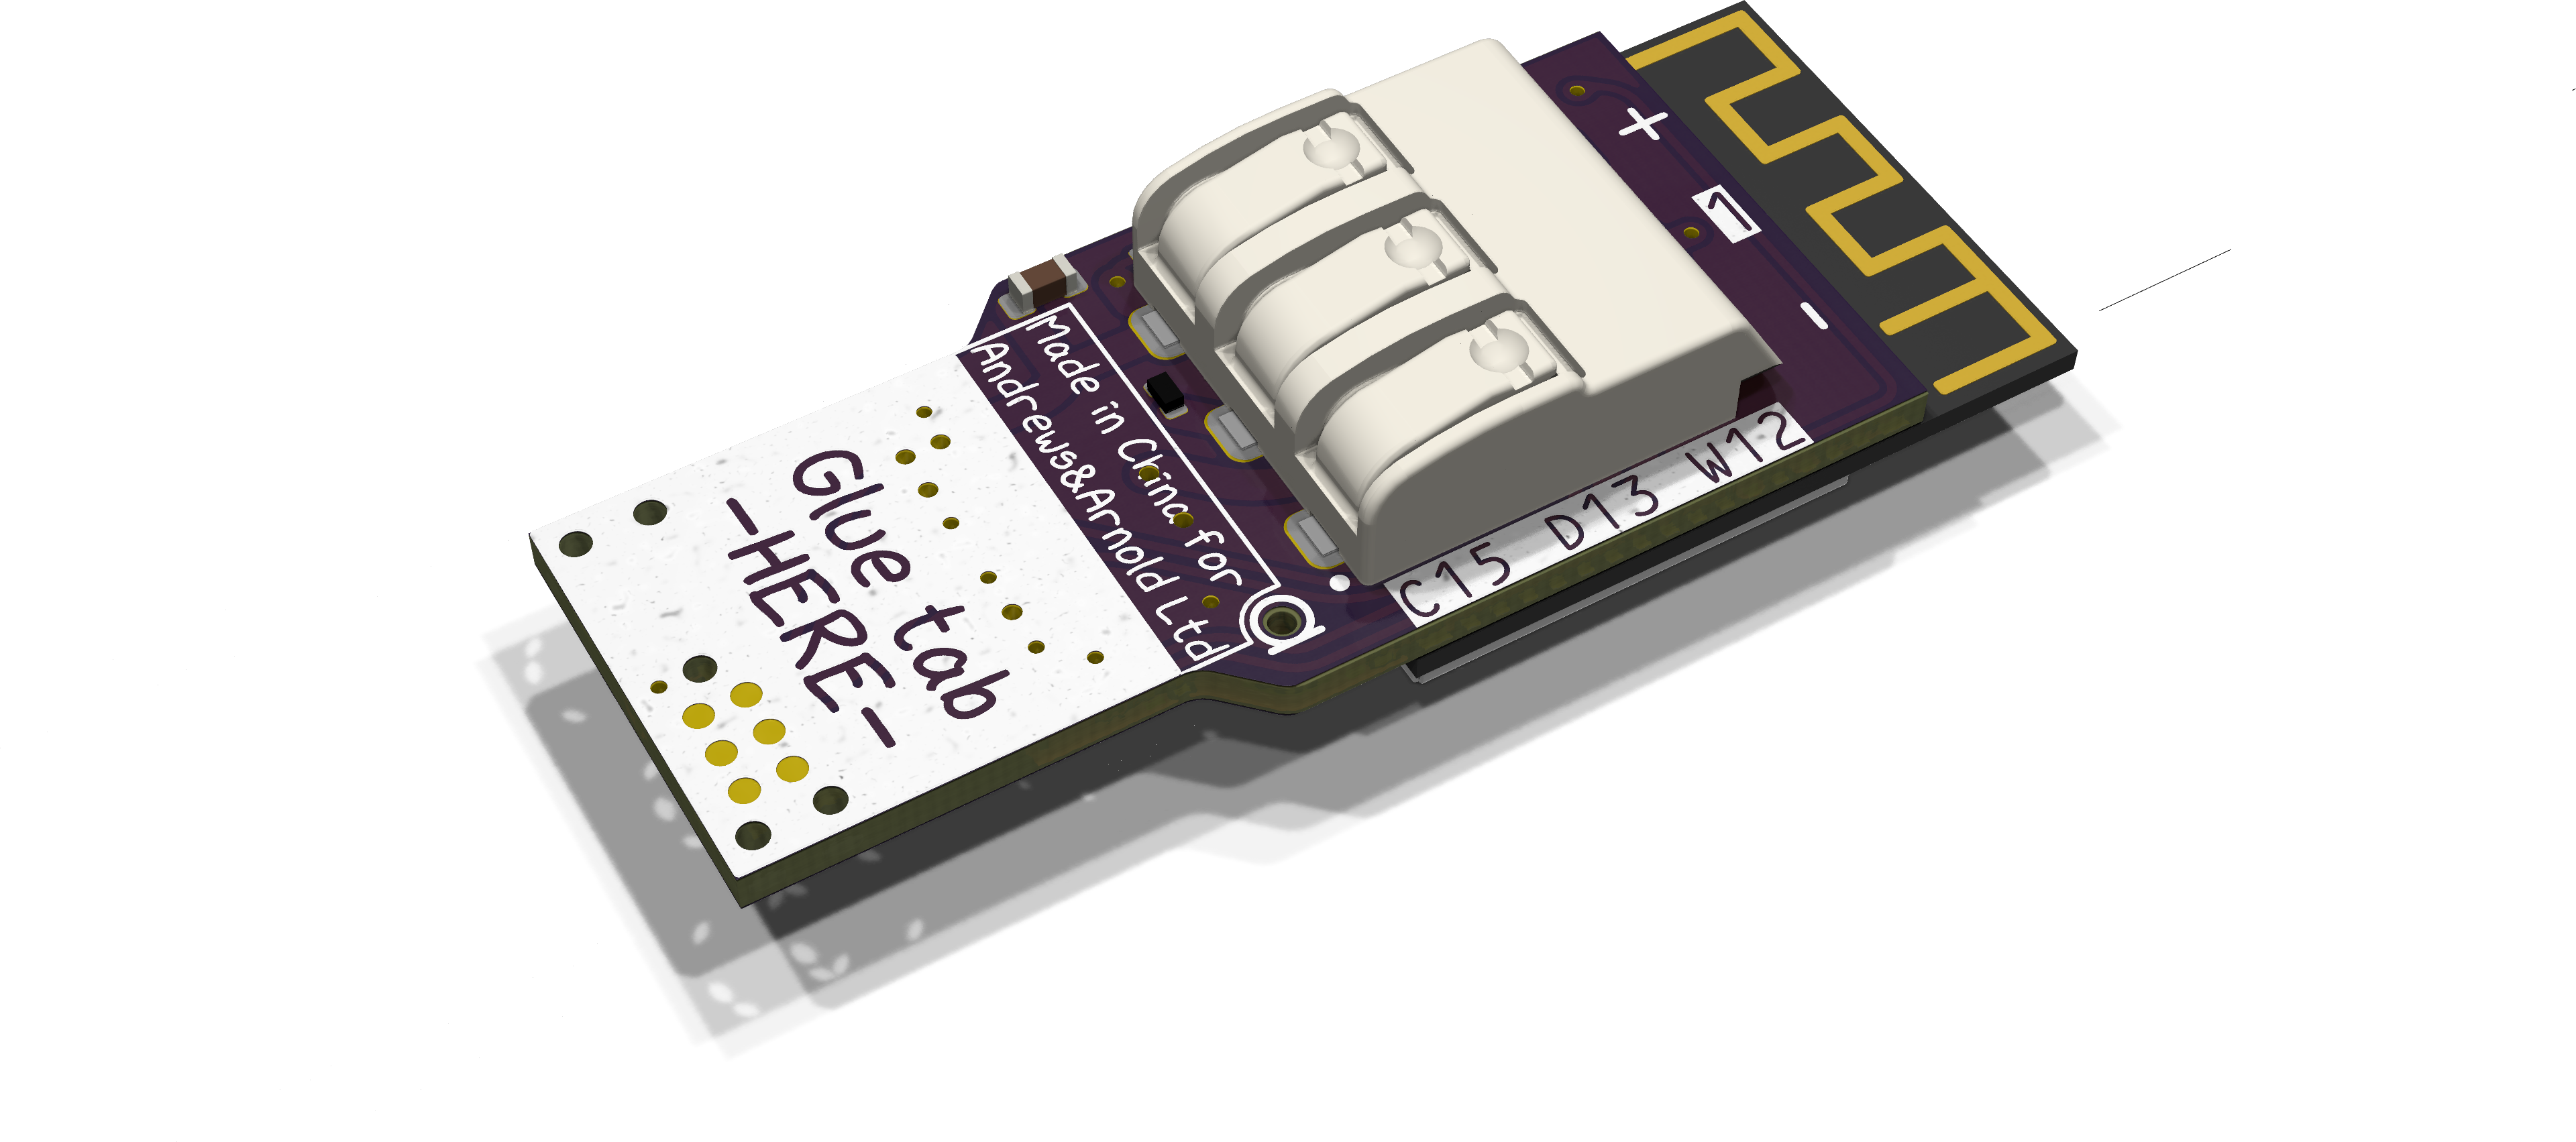 Glue tab
-HERE-
Made in China for
Andrews&Arnold Ltd
@
C15 D13 W12
+
1
-